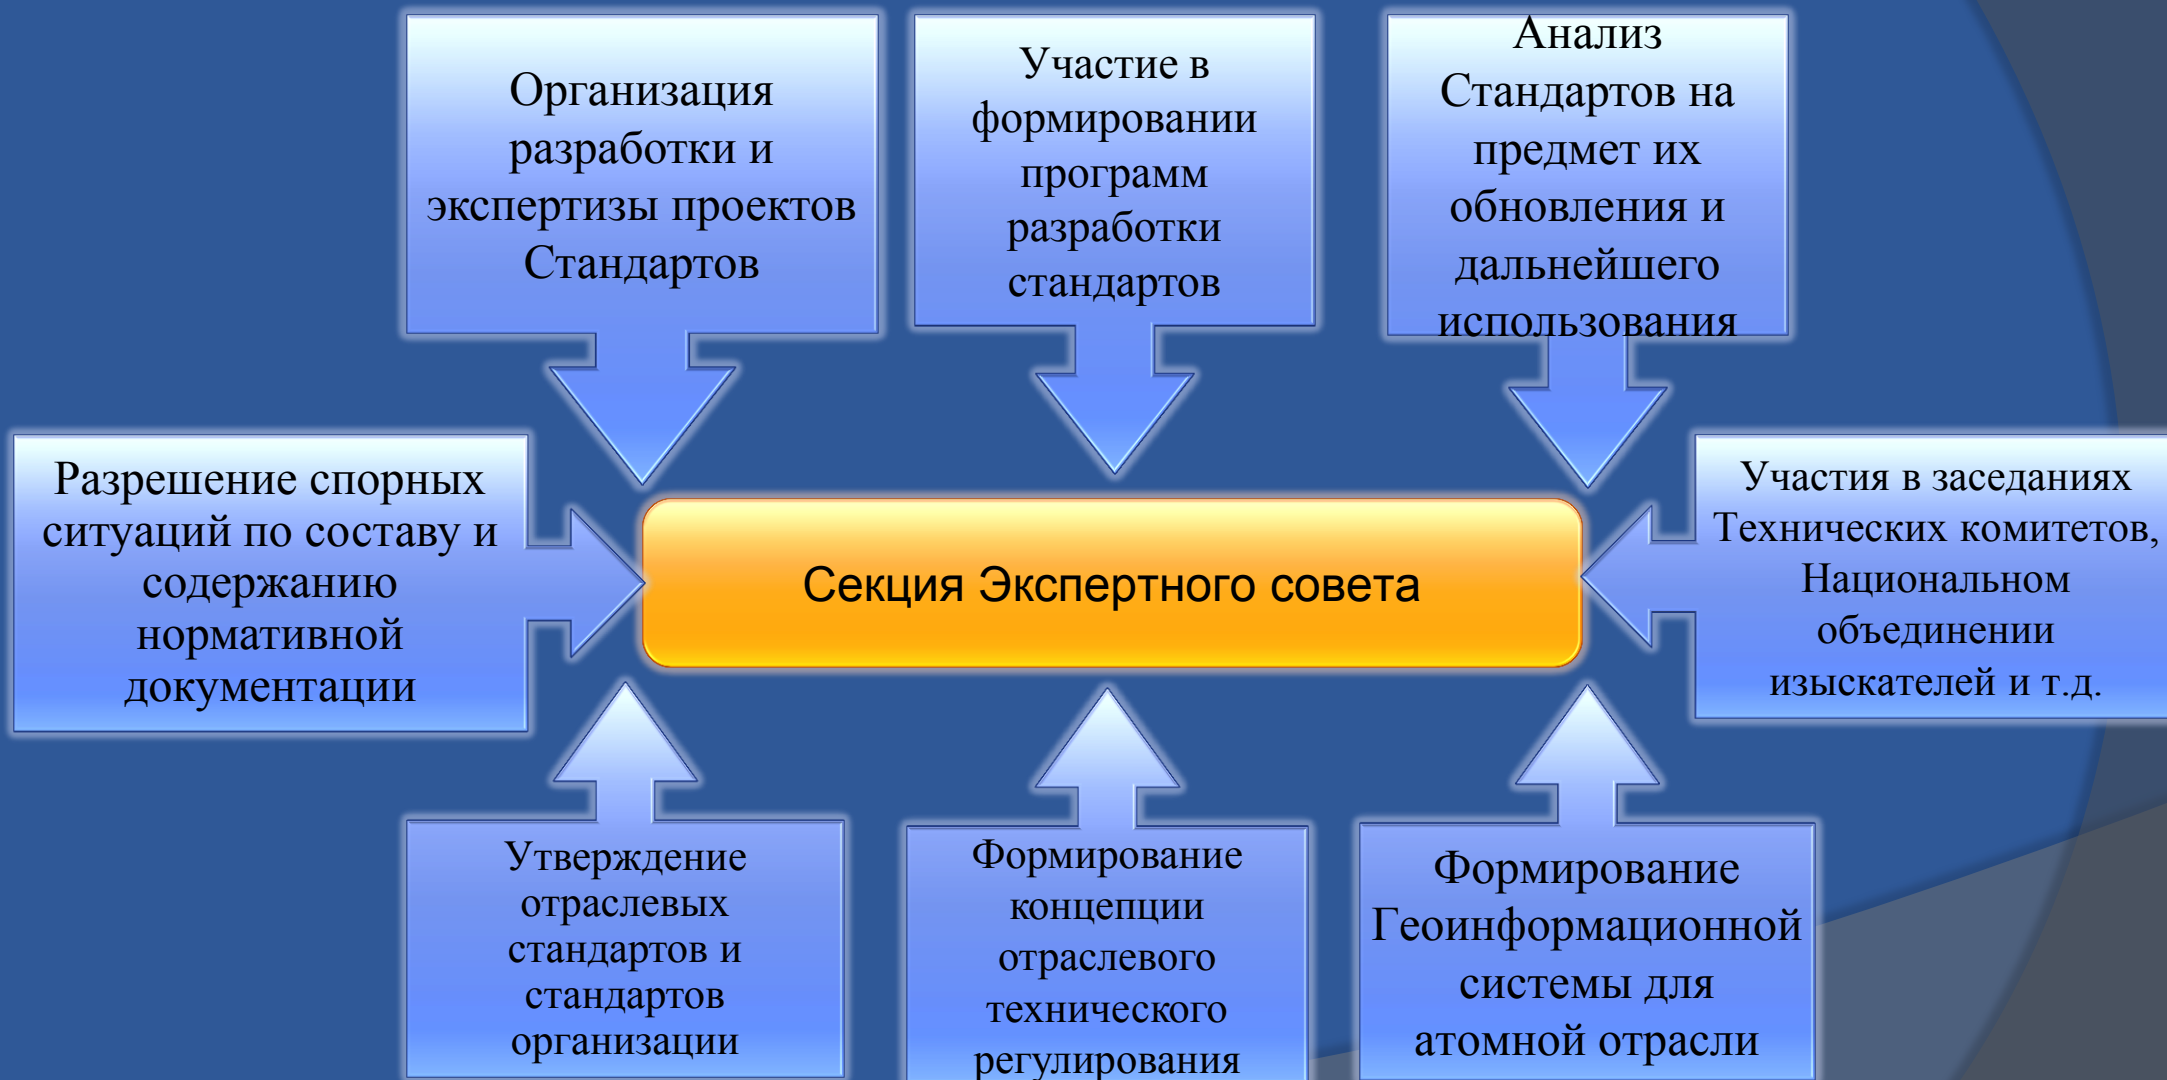 Организация
разработки и
экспертизы проектов
Стандартов
Участие в
формировании
программ
разработки
стандартов
Анализ
Стандартов на
предмет их
обновления и
дальнейшего
использования
Разрешение спорных
ситуаций по составу и
содержанию
нормативной
документации
Секция Экспертного совета
Участия в заседаниях
Технических комитетов,
Национальном
объединении
изыскателей и т.д.
Утверждение
отраслевых
стандартов и
стандартов
организации
Формирование
концепции
отраслевого
технического
регулирования
Формирование
Геоинформационной
системы для
атомной отрасли